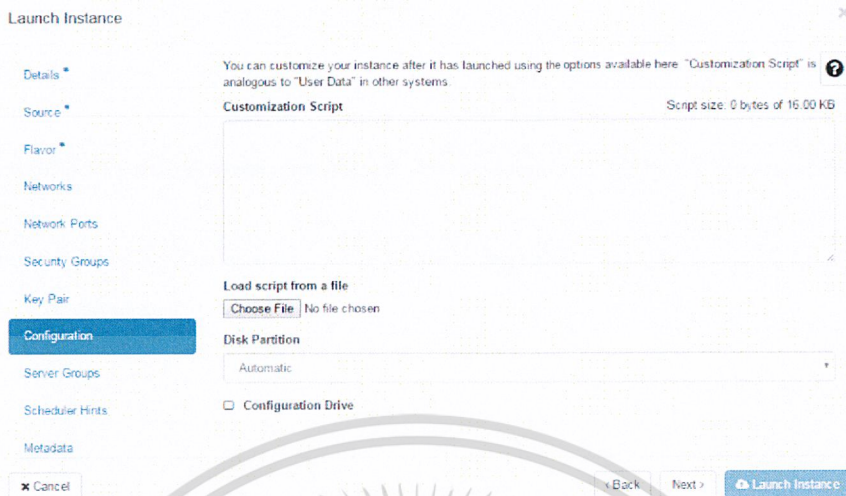 Launch Instance
×
Details *
Source *
Flavor *
Networks
Network Ports
Security Groups
Key Pair
Configuration
Server Groups
Scheduler Hints
Metadata
You can customize your instance after it has launched using the options available here. "Customization Script" is
analogous to "User Data" in other systems.
?
Customization Script
Script size: 0 bytes of 16.00 KB
Load script from a file
Choose File No file chosen
Disk Partition
Automatic
Configuration Drive
× Cancel
‹ Back
Next ›
Launch Instance